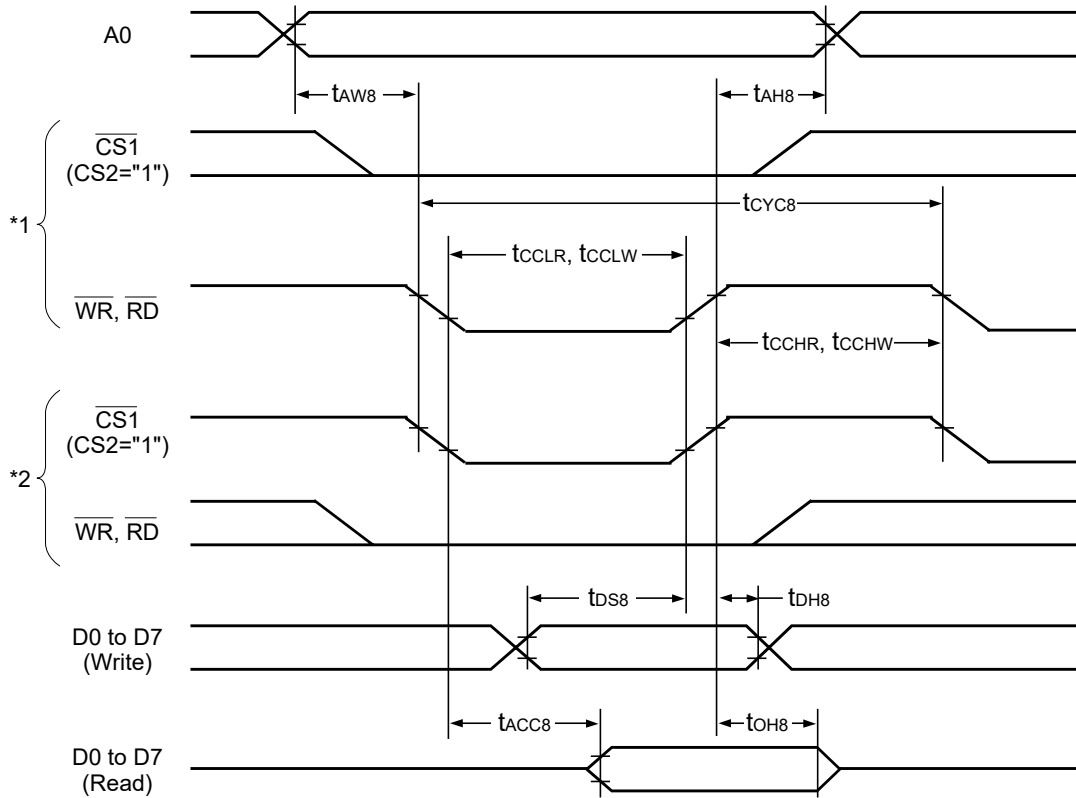 A0
tAW8
tAH8
CS1
(CS2="1")
tCYC8
*1
tCCLR, tCCLW
WR, RD
tCCHR, tCCHW
CS1
(CS2="1")
*2
WR, RD
tDS8
tDH8
D0 to D7
(Write)
tACC8
tOH8
D0 to D7
(Read)